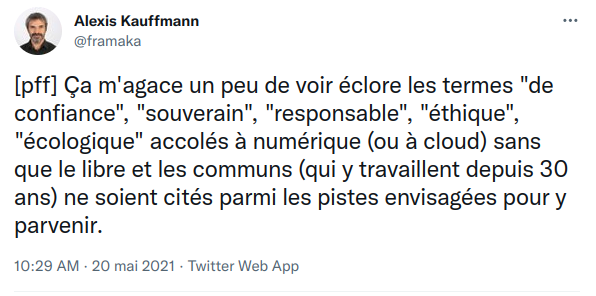 Alexis Kauffmann
@framaka
[pff] Ça m'agace un peu de voir éclore les termes "de
confiance", "souverain", "responsable", "éthique",
"écologique" accolés à numérique (ou à cloud) sans
que le libre et les communs (qui y travaillent depuis 30
ans) ne soient cités parmi les pistes envisagées pour y
parvenir.
10:29 AM · 20 mai 2021 · Twitter Web App